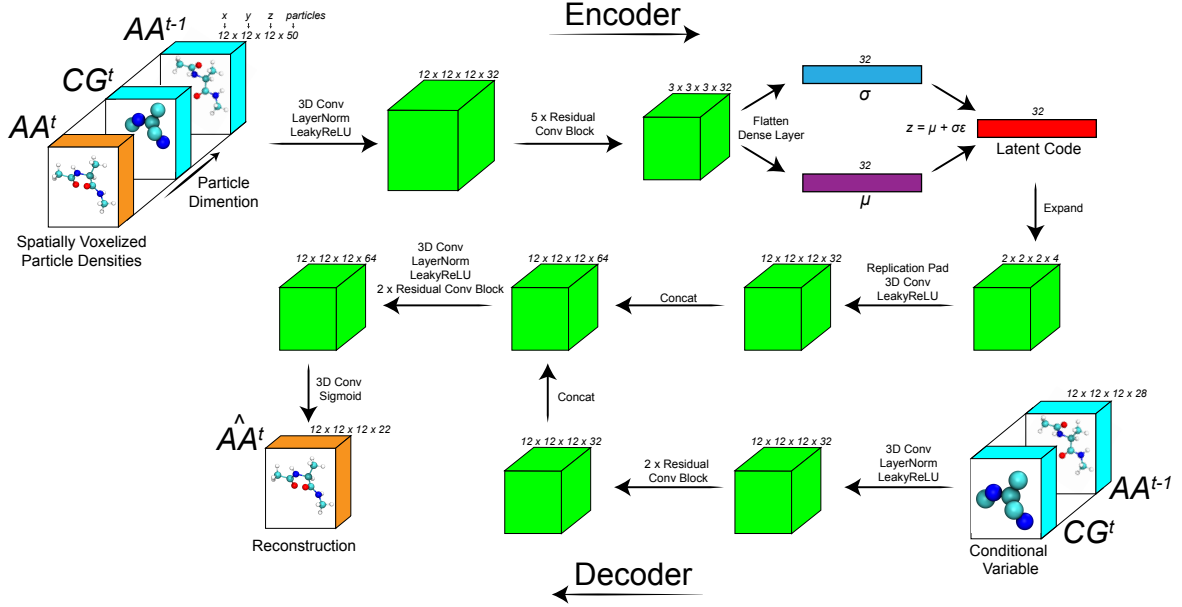 Encoder
x y z particles
12 x 12 x 12 x 50
AA^t-1
CG^t
AA^t
Particle
Dimention
Spatially Voxelized
Particle Densities
3D Conv
LayerNorm
LeakyReLU
12 x 12 x 12 x 32
5 x Residual
Conv Block
3 x 3 x 3 x 32
Flatten
Dense Layer
32
σ
32
μ
z = μ + σε
32
Latent Code
Expand
2 x 2 x 2 x 4
Replication Pad
3D Conv
LeakyReLU
12 x 12 x 12 x 32
Concat
12 x 12 x 12 x 64
3D Conv
LayerNorm
LeakyReLU
2 x Residual Conv Block
12 x 12 x 12 x 64
3D Conv
Sigmoid
12 x 12 x 12 x 22
ÂA^t
Reconstruction
Concat
12 x 12 x 12 x 32
2 x Residual
Conv Block
12 x 12 x 12 x 32
3D Conv
LayerNorm
LeakyReLU
12 x 12 x 12 x 28
AA^t-1
CG^t
Conditional
Variable
Decoder